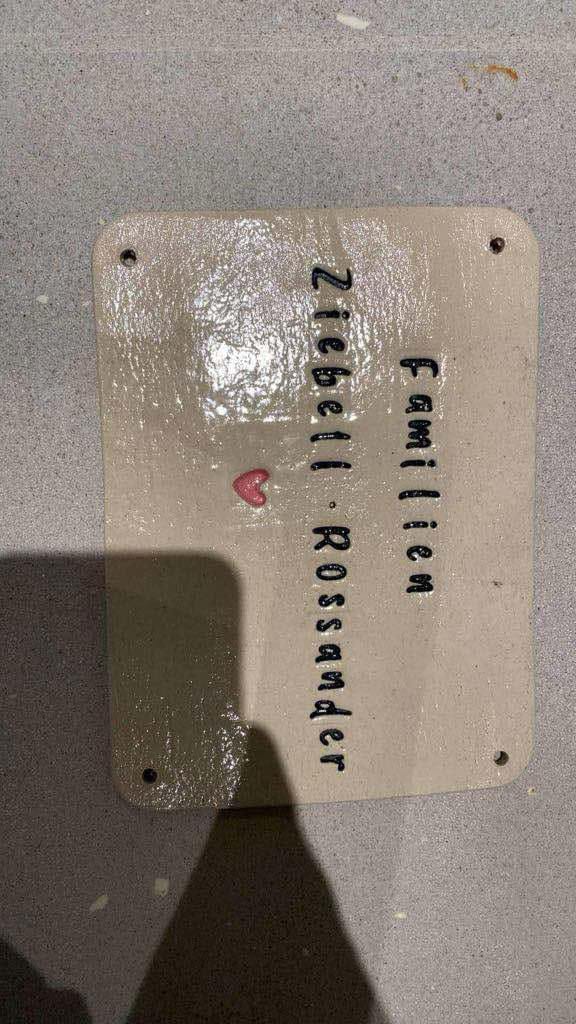 Familien
Ziebell · Rossander